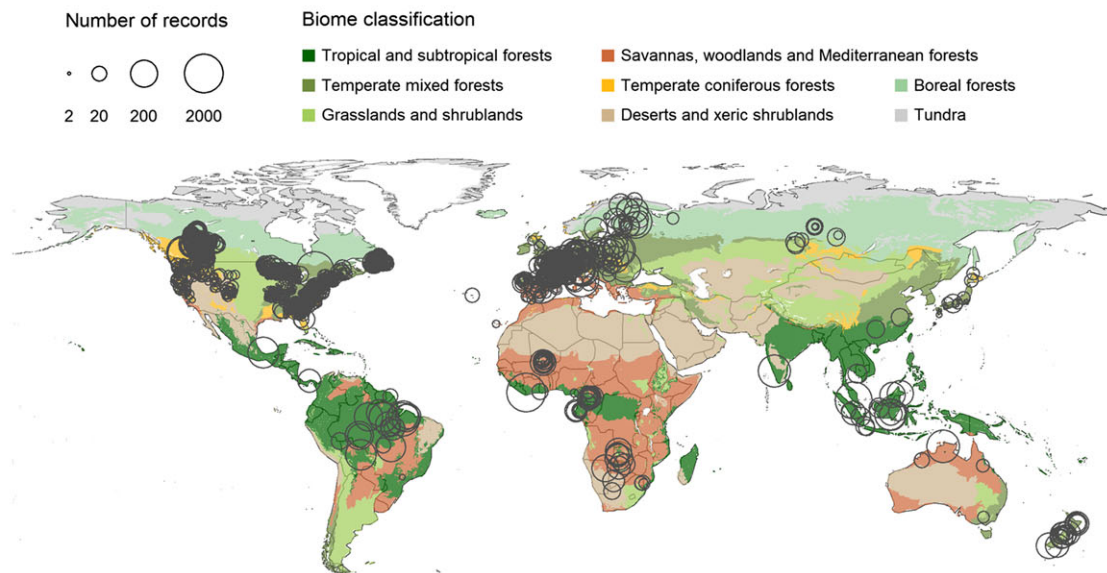 Number of records
2 20 200 2000
Biome classification
Tropical and subtropical forests
Temperate mixed forests
Grasslands and shrublands
Savannas, woodlands and Mediterranean forests
Temperate coniferous forests
Deserts and xeric shrublands
Boreal forests
Tundra